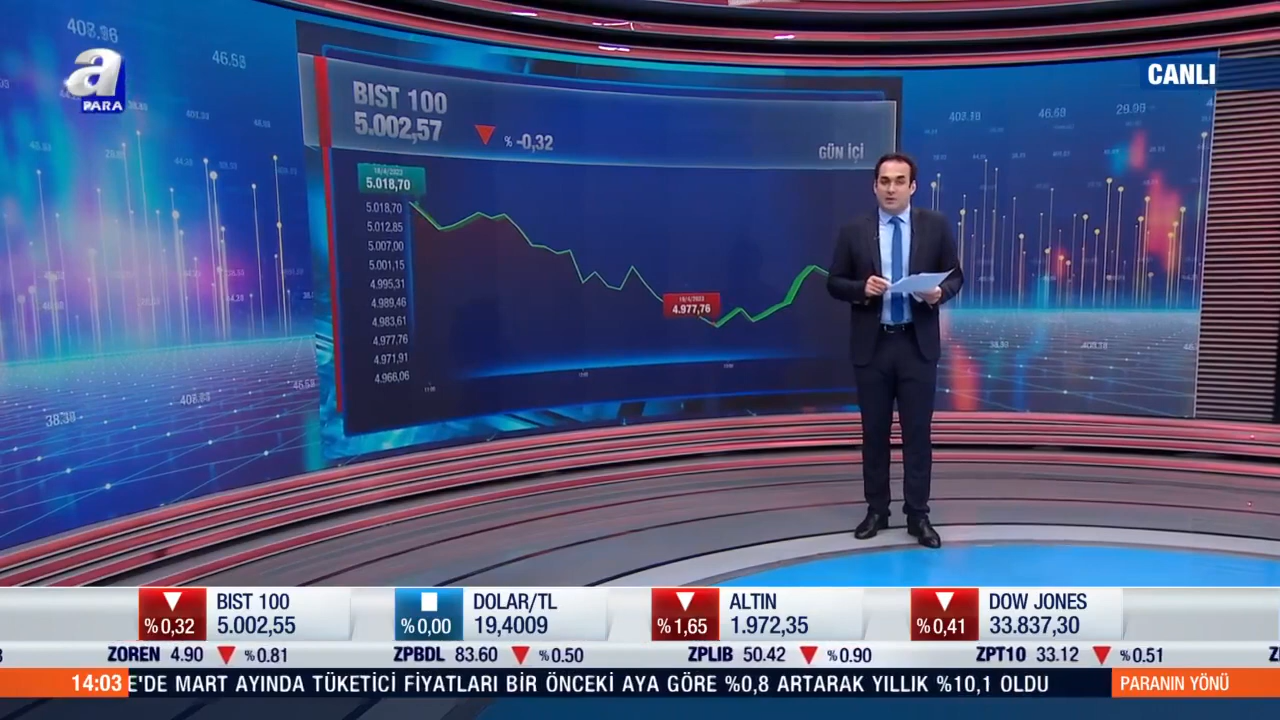 408.96
46.53
a
PARA
CANLI
BIST 100
5.002,57
% -0,32
GÜN İÇİ
5.018,70
5.018,70
5.012,85
5.007,00
5.001,15
4.995,31
4.989,46
4.983,61
4.977,76
4.971,91
4.966,06
4.977,76
38.38
% 0,32
BIST 100
5.002,55
% 0,00
DOLAR/TL
19,4009
% 1,65
ALTIN
1.972,35
% 0,41
DOW JONES
33.837,30
ZOREN 4.90 % 0.81
ZPBDL 83.60 % 0.50
ZPLIB 50.42 % 0.90
ZPT10 33.12 % 0.51
14:03
E'DE MART AYINDA TÜKETİCİ FİYATLARI BİR ÖNCEKİ AYA GÖRE %0,8 ARTARAK YILLIK %10,1 OLDU
PARANIN YÖNÜ